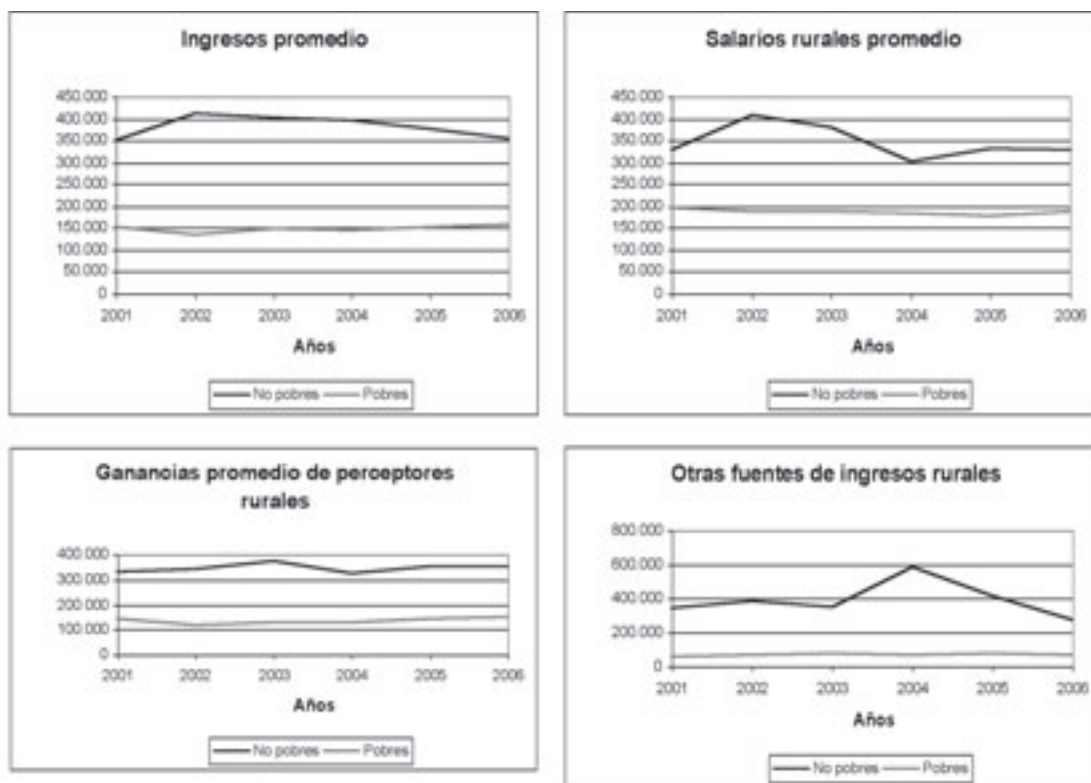 Ingresos promedio
450.000
400.000
350.000
300.000
250.000
200.000
150.000
100.000
50.000
0
2001 2002 2003 2004 2005 2006
Años
No pobres Pobres
Salarios rurales promedio
450.000
400.000
350.000
300.000
250.000
200.000
150.000
100.000
50.000
0
2001 2002 2003 2004 2005 2006
Años
No pobres Pobres
Ganancias promedio de perceptores
rurales
400.000
300.000
200.000
100.000
0
2001 2002 2003 2004 2005 2006
Años
No pobres Pobres
Otras fuentes de ingresos rurales
800.000
600.000
400.000
200.000
0
2001 2002 2003 2004 2005 2006
Años
No pobres Pobres